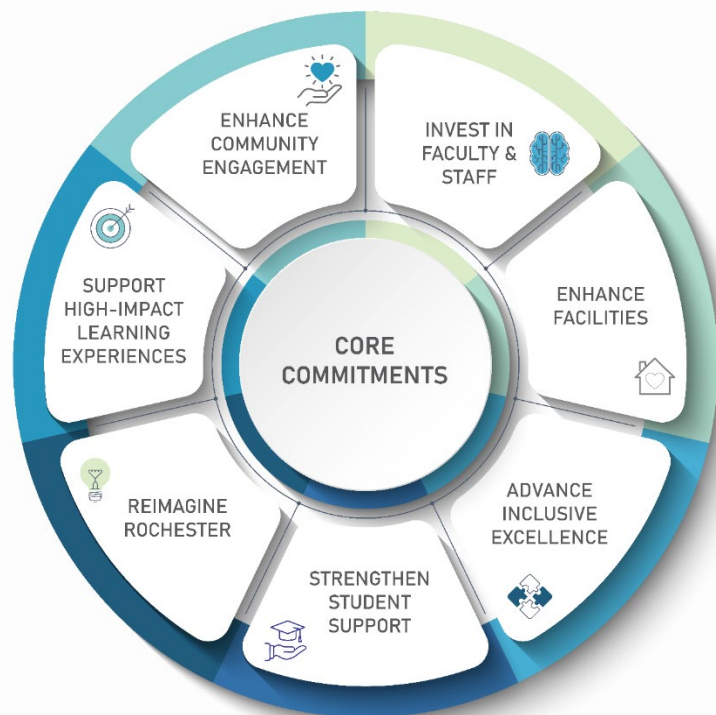 ENHANCE
COMMUNITY
ENGAGEMENT
INVEST IN
FACULTY &
STAFF
ENHANCE
FACILITIES
ADVANCE
INCLUSIVE
EXCELLENCE
STRENGTHEN
STUDENT
SUPPORT
REIMAGINE
ROCHESTER
SUPPORT
HIGH-IMPACT
LEARNING
EXPERIENCES
CORE
COMMITMENTS